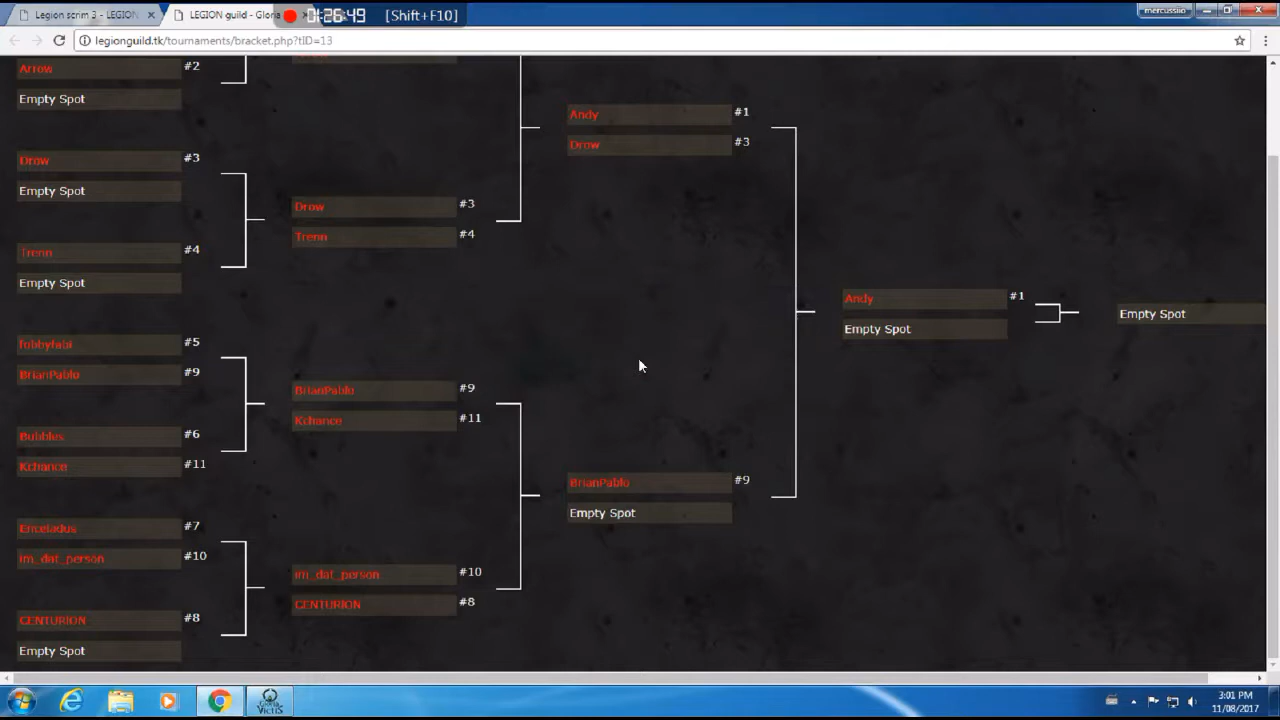 Legion scrim 3 - LEGION
LEGION guild - Gloria
01:26:49 [Shift+F10]
mercussiio
legionguild.tk/tournaments/bracket.php?tID=13
Arrow #2
Empty Spot
Drow #3
Empty Spot
Trenn #4
Empty Spot
fabbyfabi #5
BrianPablo #9
Bubbles #6
Kchance #11
Enceladus #7
im_dat_person #10
CENTURION #8
Empty Spot
Drow #3
Trenn #4
BrianPablo #9
Kchance #11
im_dat_person #10
CENTURION #8
Andy #1
Drow #3
BrianPablo #9
Empty Spot
Andy #1
Empty Spot
Empty Spot
3:01 PM
11/08/2017